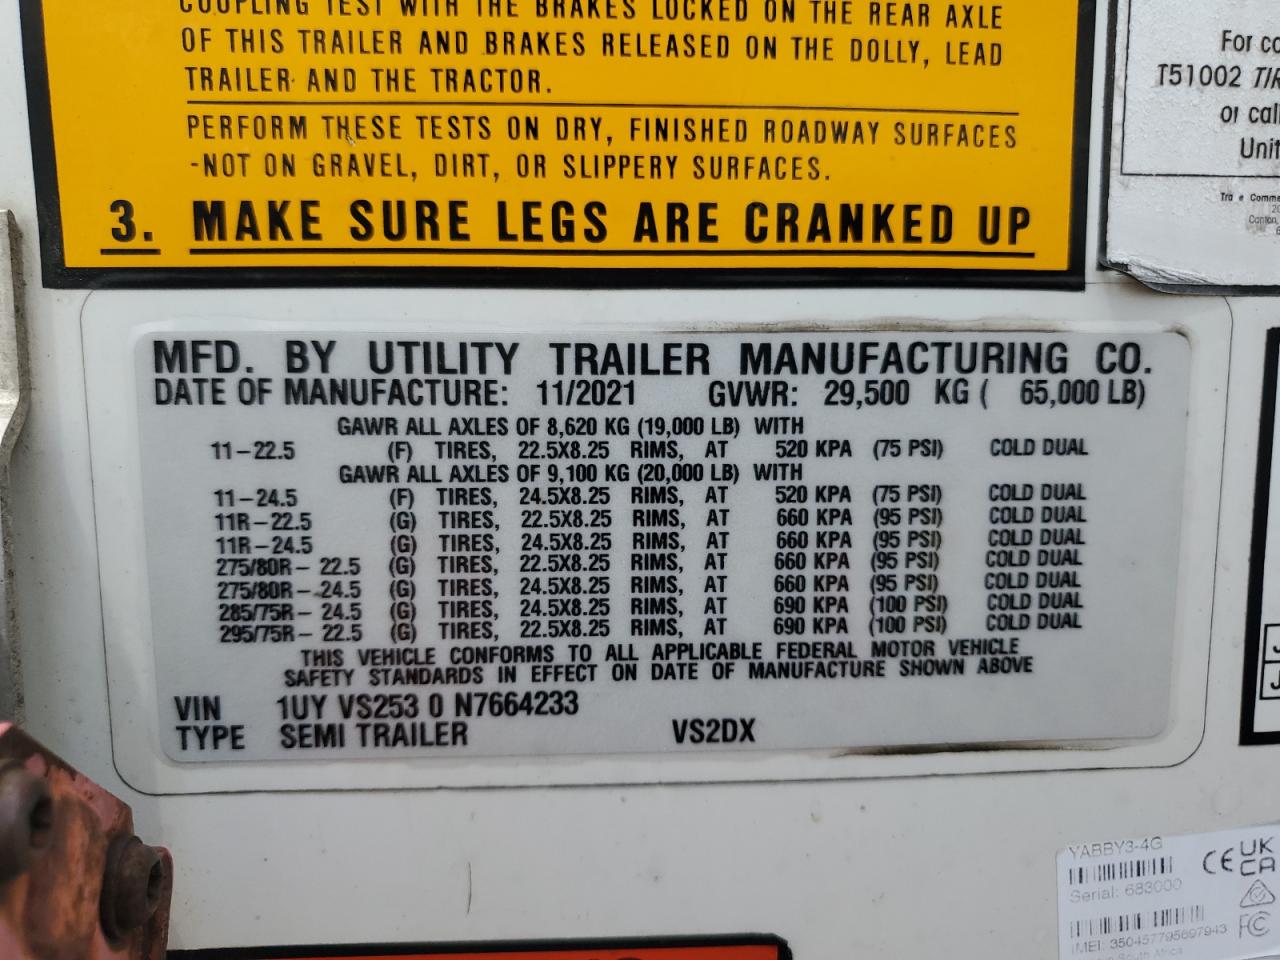 COUPLING TEST WITH THE BRAKES LOCKED ON THE REAR AXLE
OF THIS TRAILER AND BRAKES RELEASED ON THE DOLLY, LEAD
TRAILER AND THE TRACTOR.
PERFORM THESE TESTS ON DRY, FINISHED ROADWAY SURFACES
-NOT ON GRAVEL, DIRT, OR SLIPPERY SURFACES.
3. MAKE SURE LEGS ARE CRANKED UP
For co
T51002 TIR
or call
Unit
MFD. BY UTILITY TRAILER MANUFACTURING CO.
DATE OF MANUFACTURE: 11/2021 GVWR: 29,500 KG ( 65,000 LB)
GAWR ALL AXLES OF 8,620 KG (19,000 LB) WITH
11-22.5 (F) TIRES, 22.5X8.25 RIMS, AT 520 KPA (75 PSI) COLD DUAL
GAWR ALL AXLES OF 9,100 KG (20,000 LB) WITH
11-24.5 (F) TIRES, 24.5X8.25 RIMS, AT 520 KPA (75 PSI) COLD DUAL
11R-22.5 (G) TIRES, 22.5X8.25 RIMS, AT 660 KPA (95 PSI) COLD DUAL
11R-24.5 (G) TIRES, 24.5X8.25 RIMS, AT 660 KPA (95 PSI) COLD DUAL
275/80R-22.5 (G) TIRES, 22.5X8.25 RIMS, AT 660 KPA (95 PSI) COLD DUAL
275/80R-24.5 (G) TIRES, 24.5X8.25 RIMS, AT 660 KPA (95 PSI) COLD DUAL
285/75R-24.5 (G) TIRES, 24.5X8.25 RIMS, AT 690 KPA (100 PSI) COLD DUAL
295/75R-22.5 (G) TIRES, 22.5X8.25 RIMS, AT 690 KPA (100 PSI) COLD DUAL
THIS VEHICLE CONFORMS TO ALL APPLICABLE FEDERAL MOTOR VEHICLE
SAFETY STANDARDS IN EFFECT ON DATE OF MANUFACTURE SHOWN ABOVE
VIN 1UY VS253 0 N7664233
TYPE SEMI TRAILER VS2DX
YABBY3-4G
CE UK CA
Serial: 683000
FC
IMEI: 350457795697943
South Africa